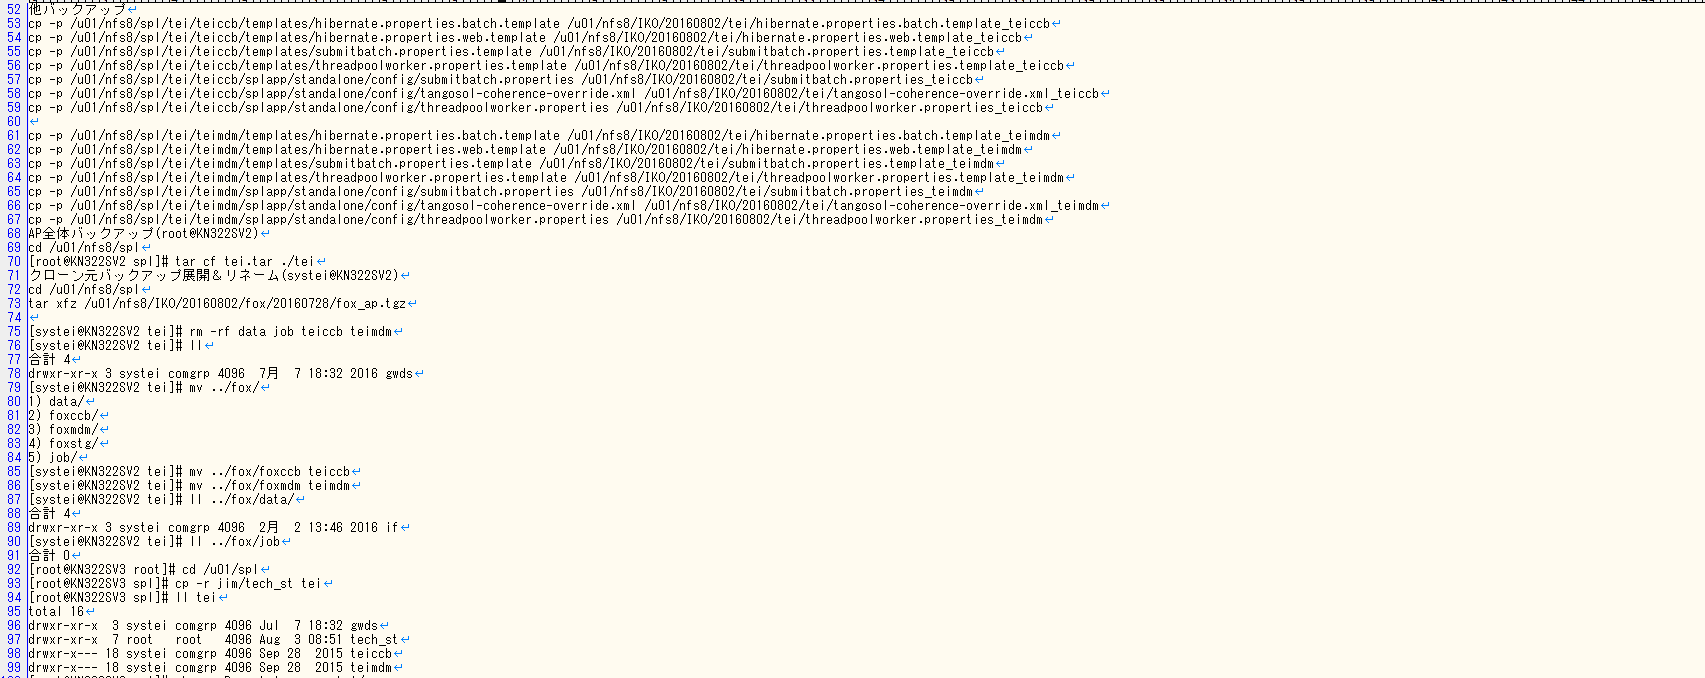 52 他バックアップ↵
53 cp -p /u01/nfs8/spl/tei/teiccb/templates/hibernate.properties.batch.template /u01/nfs8/IKO/20160802/tei/hibernate.properties.batch.template_teiccb↵
54 cp -p /u01/nfs8/spl/tei/teiccb/templates/hibernate.properties.web.template /u01/nfs8/IKO/20160802/tei/hibernate.properties.web.template_teiccb↵
55 cp -p /u01/nfs8/spl/tei/teiccb/templates/submitbatch.properties.template /u01/nfs8/IKO/20160802/tei/submitbatch.properties.template_teiccb↵
56 cp -p /u01/nfs8/spl/tei/teiccb/templates/threadpoolworker.properties.template /u01/nfs8/IKO/20160802/tei/threadpoolworker.properties.template_teiccb↵
57 cp -p /u01/nfs8/spl/tei/teiccb/splapp/standalone/config/submitbatch.properties /u01/nfs8/IKO/20160802/tei/submitbatch.properties_teiccb↵
58 cp -p /u01/nfs8/spl/tei/teiccb/splapp/standalone/config/tangosol-coherence-override.xml /u01/nfs8/IKO/20160802/tei/tangosol-coherence-override.xml_teiccb↵
59 cp -p /u01/nfs8/spl/tei/teiccb/splapp/standalone/config/threadpoolworker.properties /u01/nfs8/IKO/20160802/tei/threadpoolworker.properties_teiccb↵
60 ↵
61 cp -p /u01/nfs8/spl/tei/teimdm/templates/hibernate.properties.batch.template /u01/nfs8/IKO/20160802/tei/hibernate.properties.batch.template_teimdm↵
62 cp -p /u01/nfs8/spl/tei/teimdm/templates/hibernate.properties.web.template /u01/nfs8/IKO/20160802/tei/hibernate.properties.web.template_teimdm↵
63 cp -p /u01/nfs8/spl/tei/teimdm/templates/submitbatch.properties.template /u01/nfs8/IKO/20160802/tei/submitbatch.properties.template_teimdm↵
64 cp -p /u01/nfs8/spl/tei/teimdm/templates/threadpoolworker.properties.template /u01/nfs8/IKO/20160802/tei/threadpoolworker.properties.template_teimdm↵
65 cp -p /u01/nfs8/spl/tei/teimdm/splapp/standalone/config/submitbatch.properties /u01/nfs8/IKO/20160802/tei/submitbatch.properties_teimdm↵
66 cp -p /u01/nfs8/spl/tei/teimdm/splapp/standalone/config/tangosol-coherence-override.xml /u01/nfs8/IKO/20160802/tei/tangosol-coherence-override.xml_teimdm↵
67 cp -p /u01/nfs8/spl/tei/teimdm/splapp/standalone/config/threadpoolworker.properties /u01/nfs8/IKO/20160802/tei/threadpoolworker.properties_teimdm↵
68 AP全体バックアップ(root@KN322SV2)↵
69 cd /u01/nfs8/spl↵
70 [root@KN322SV2 spl]# tar cf tei.tar ./tei↵
71 クローン元バックアップ展開＆リネーム(systei@KN322SV2)↵
72 cd /u01/nfs8/spl↵
73 tar xfz /u01/nfs8/IKO/20160802/fox/20160728/fox_ap.tgz↵
74 ↵
75 [systei@KN322SV2 tei]# rm -rf data job teiccb teimdm↵
76 [systei@KN322SV2 tei]# ll↵
77 合計 4↵
78 drwxr-xr-x 3 systei comgrp 4096  7月  7 18:32 2016 gwds↵
79 [systei@KN322SV2 tei]# mv ../fox/↵
80 1) data/↵
81 2) foxccb/↵
82 3) foxmdm/↵
83 4) foxstg/↵
84 5) job/↵
85 [systei@KN322SV2 tei]# mv ../fox/foxccb teiccb↵
86 [systei@KN322SV2 tei]# mv ../fox/foxmdm teimdm↵
87 [systei@KN322SV2 tei]# ll ../fox/data/↵
88 合計 4↵
89 drwxr-xr-x 3 systei comgrp 4096  2月  2 13:46 2016 if↵
90 [systei@KN322SV2 tei]# ll ../fox/job↵
91 合計 0↵
92 [root@KN322SV3 root]# cd /u01/spl↵
93 [root@KN322SV3 spl]# cp -r jim/tech_st tei↵
94 [root@KN322SV3 spl]# ll tei↵
95 total 16↵
96 drwxr-xr-x  3 systei comgrp 4096 Jul  7 18:32 gwds↵
97 drwxr-xr-x  7 root   root   4096 Aug  3 08:51 tech_st↵
98 drwxr-x--- 18 systei comgrp 4096 Sep 28  2015 teiccb↵
99 drwxr-x--- 18 systei comgrp 4096 Sep 28  2015 teimdm↵